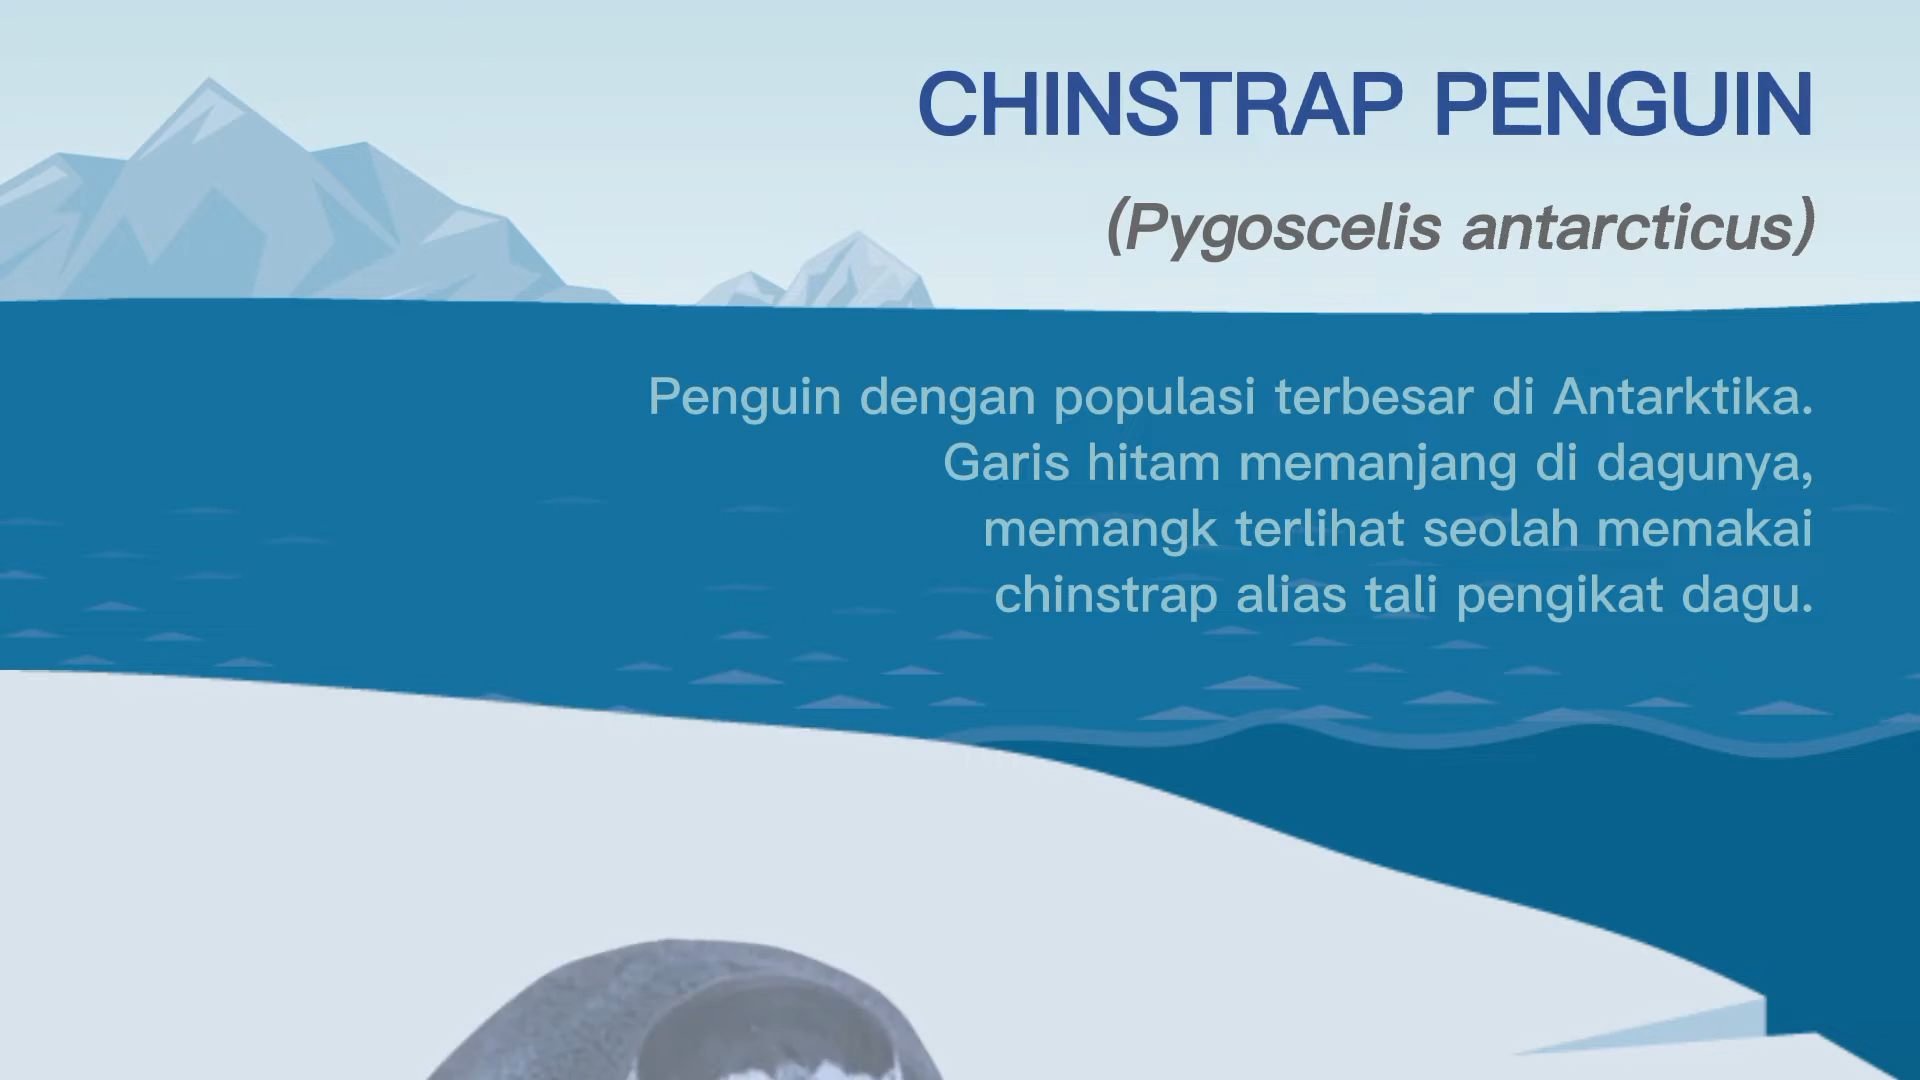 CHINSTRAP PENGUIN
(Pygoscelis antarcticus)
Penguin dengan populasi terbesar di Antarktika.
Garis hitam memanjang di dagunya,
memangk terlihat seolah memakai
chinstrap alias tali pengikat dagu.